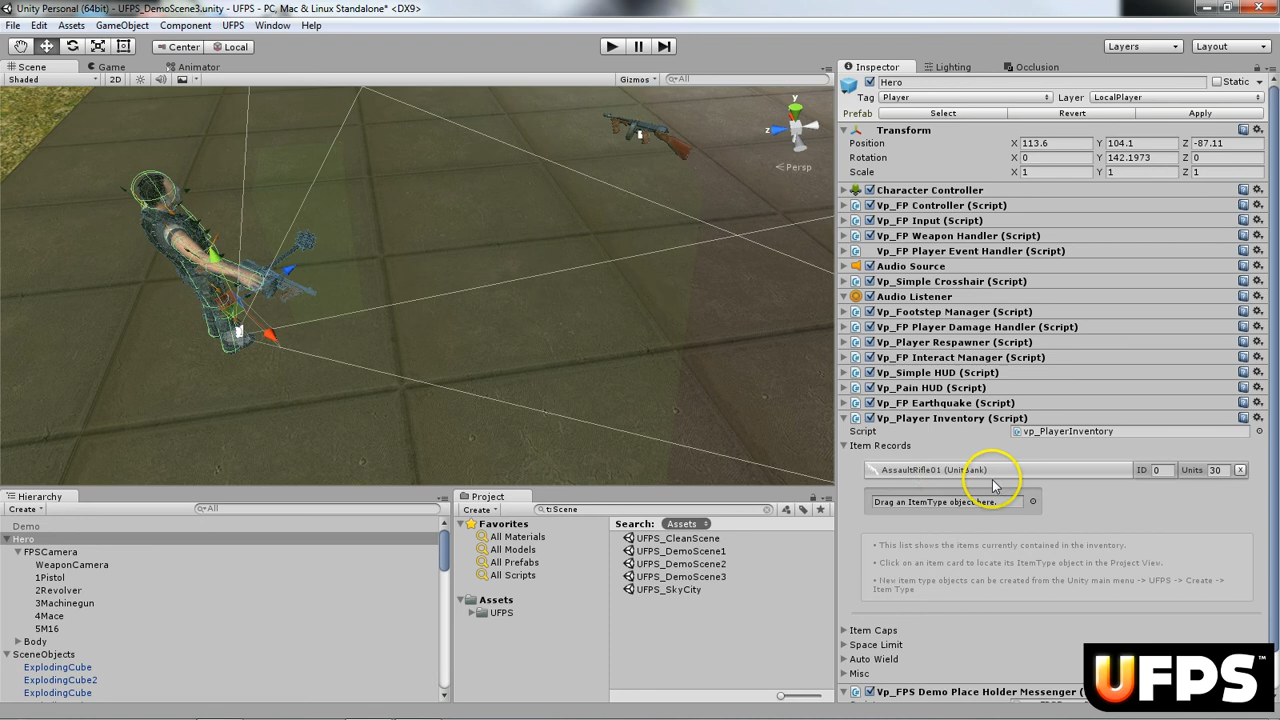 Unity Personal (64bit) - UFPS_DemoScene3.unity - UFPS - PC, Mac & Linux Standalone* <DX9>
File Edit Assets GameObject Component UFPS Window Help
Center Local Layers Layout
Scene Game Animator Inspector Lighting Occlusion
Shaded 2D Gizmos All
Hero Static
Tag Player Layer LocalPlayer
Prefab Select Revert Apply
y
z
x
Persp
Transform
Position X 113.6 Y 104.1 Z -87.11
Rotation X 0 Y 142.1973 Z 0
Scale X 1 Y 1 Z 1
Character Controller
Vp_FP Controller (Script)
Vp_FP Input (Script)
Vp_FP Weapon Handler (Script)
Vp_FP Player Event Handler (Script)
Audio Source
Vp_Simple Crosshair (Script)
Audio Listener
Vp_Footstep Manager (Script)
Vp_FP Player Damage Handler (Script)
Vp_Player Respawner (Script)
Vp_FP Interact Manager (Script)
Vp_Simple HUD (Script)
Vp_Pain HUD (Script)
Vp_FP Earthquake (Script)
Vp_Player Inventory (Script)
Script vp_PlayerInventory
Item Records
AssaultRifle01 (UnitBank) ID 0 Units 30 x
Drag an ItemType object here.
• This list shows the items currently contained in the inventory.
• Click on an item card to locate its ItemType object in the Project View.
• New item type objects can be created from the Unity main menu -> UFPS -> Create ->
Item Type
Item Caps
Space Limit
Auto Wield
Misc
Vp_FPS Demo Place Holder Messenger (
Hierarchy
Create All
Demo
Hero
FPSCamera
WeaponCamera
1Pistol
2Revolver
3Machinegun
4Mace
5M16
Body
SceneObjects
ExplodingCube
ExplodingCube2
ExplodingCube
Project
Create t:Scene
Favorites
All Materials
All Models
All Prefabs
All Scripts
Assets
UFPS
Search: Assets
UFPS_CleanScene
UFPS_DemoScene1
UFPS_DemoScene2
UFPS_DemoScene3
UFPS_SkyCity
UFPS™